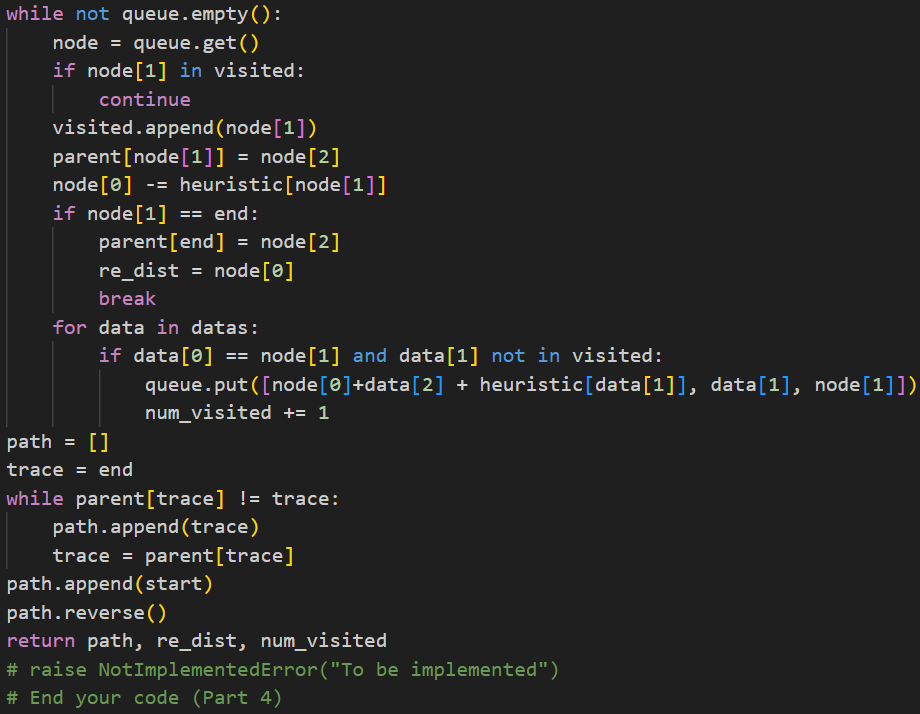 while not queue.empty():
    node = queue.get()
    if node[1] in visited:
        continue
    visited.append(node[1])
    parent[node[1]] = node[2]
    node[0] -= heuristic[node[1]]
    if node[1] == end:
        parent[end] = node[2]
        re_dist = node[0]
        break
    for data in datas:
        if data[0] == node[1] and data[1] not in visited:
            queue.put([node[0]+data[2] + heuristic[data[1]], data[1], node[1]])
            num_visited += 1
path = []
trace = end
while parent[trace] != trace:
    path.append(trace)
    trace = parent[trace]
path.append(start)
path.reverse()
return path, re_dist, num_visited
# raise NotImplementedError("To be implemented")
# End your code (Part 4)